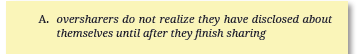 A. oversharers do not realize they have disclosed about
themselves until after they finish sharing